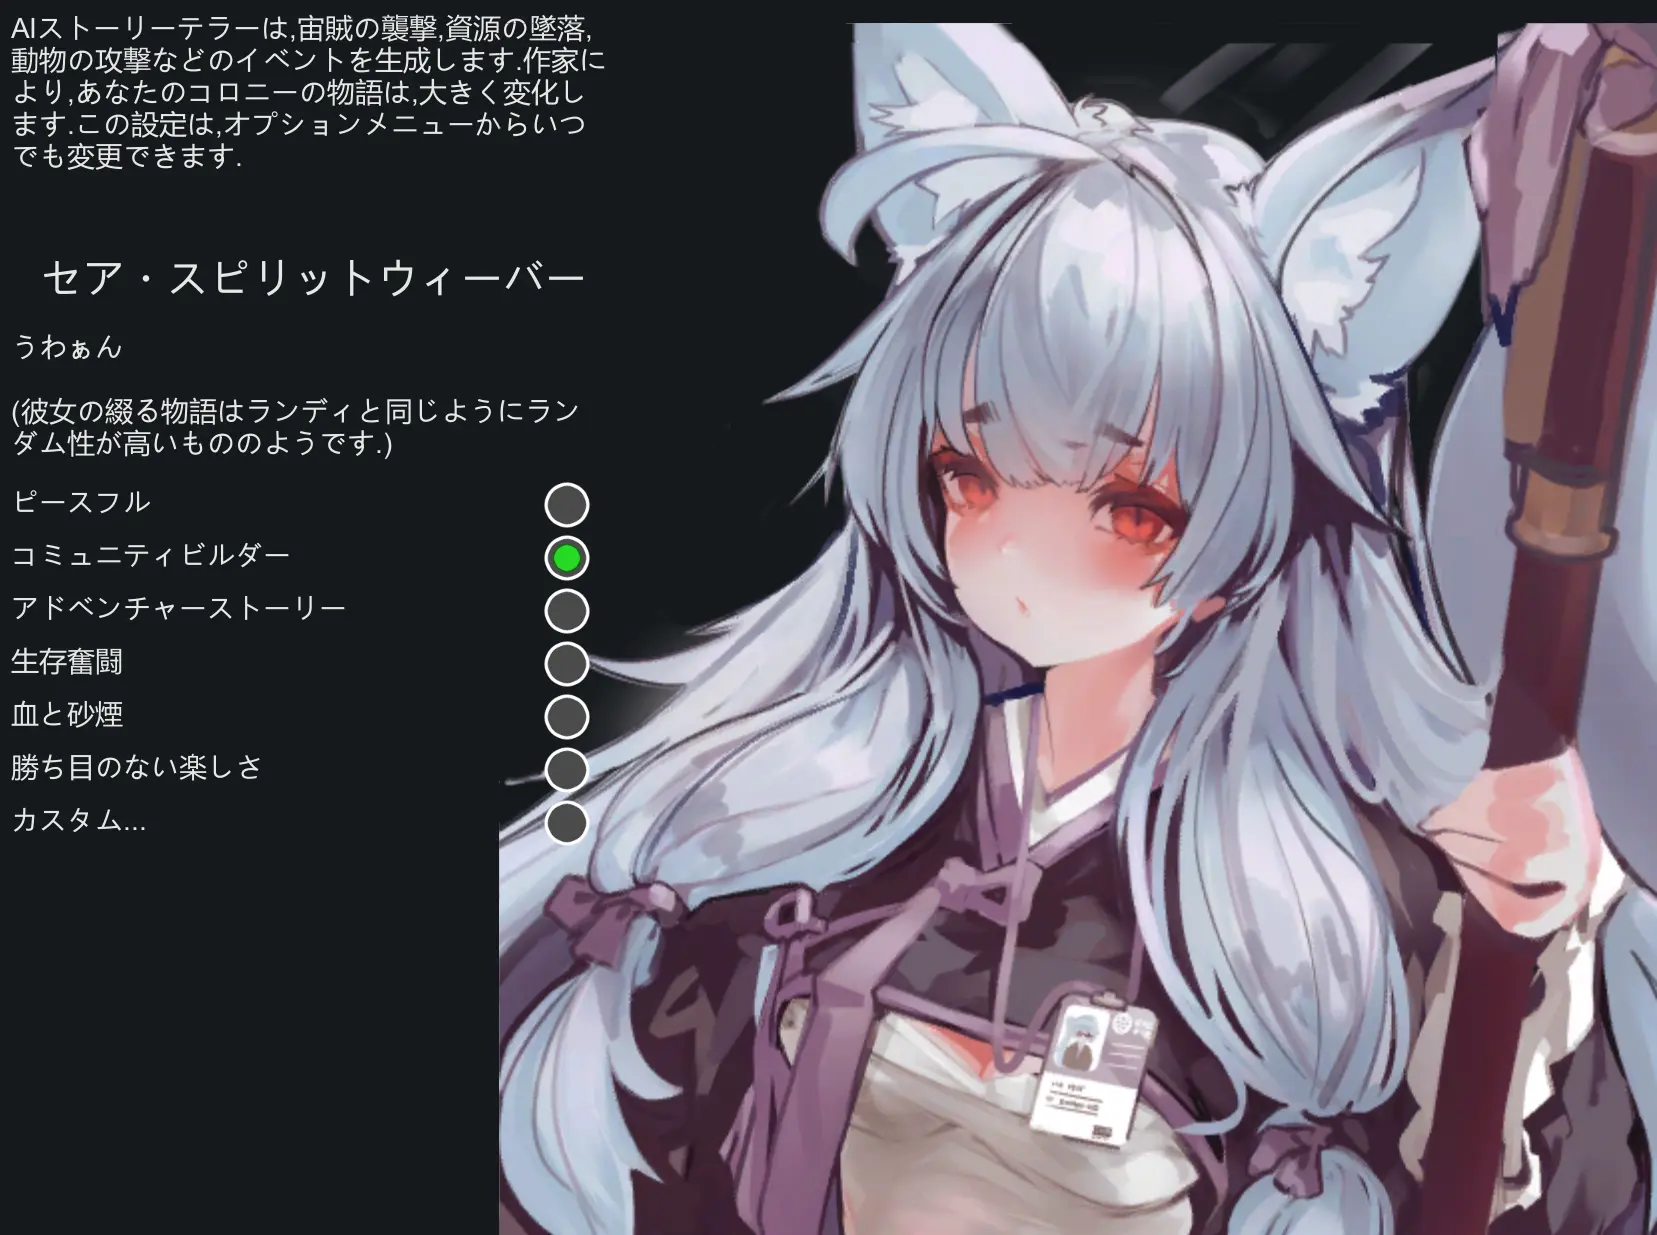 AIストーリーテラーは,宙賊の襲撃,資源の墜落,
動物の攻撃などのイベントを生成します.作家に
より,あなたのコロニーの物語は,大きく変化し
ます.この設定は,オプションメニューからいつ
でも変更できます.
セア・スピリットウィーバー
うわぁん
(彼女の綴る物語はランディと同じようにラン
ダム性が高いもののようです.)
ピースフル
コミュニティビルダー
アドベンチャーストーリー
生存奮闘
血と砂煙
勝ち目のない楽しさ
カスタム...